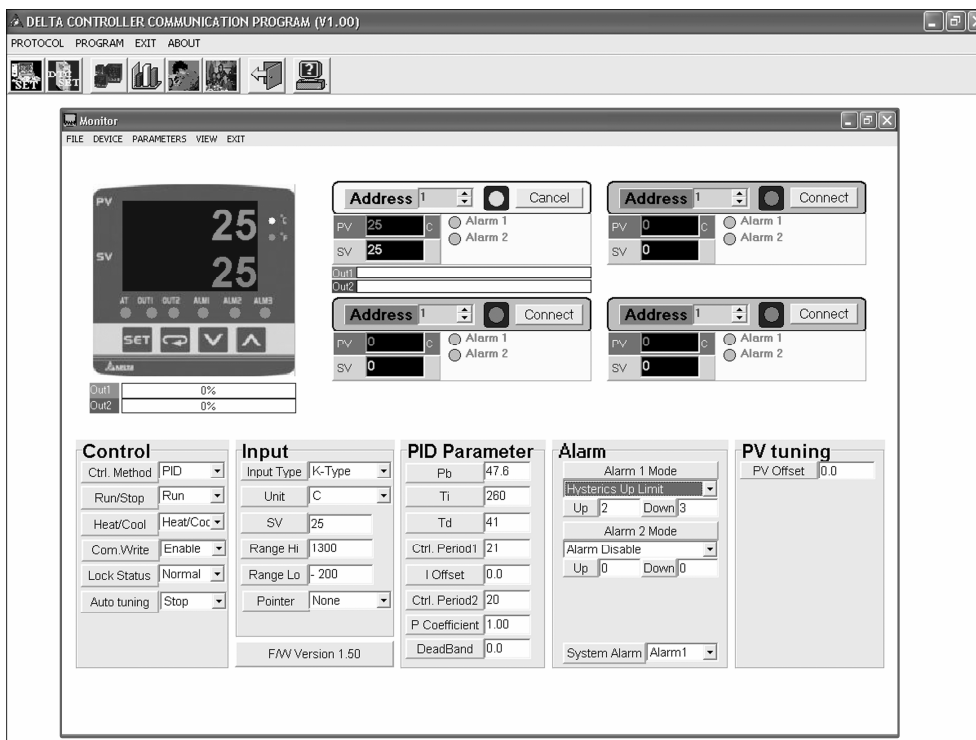 DELTA CONTROLLER COMMUNICATION PROGRAM (V1.00)
PROTOCOL PROGRAM EXIT ABOUT
SET
DTC SET
Monitor
FILE DEVICE PARAMETERS VIEW EXIT
PV
25
°C
°F
SV
25
AT OUT1 OUT2 ALM1 ALM2 ALM3
SET
DELTA
Out1 0%
Out2 0%
Address 1 Cancel
PV 25 C Alarm 1
Alarm 2
SV 25
Out1
Out2
Address 1 Connect
PV 0 C Alarm 1
Alarm 2
SV 0
Address 1 Connect
PV 0 C Alarm 1
Alarm 2
SV 0
Address 1 Connect
PV 0 C Alarm 1
Alarm 2
SV 0
Control
Ctrl. Method PID
Run/Stop Run
Heat/Cool Heat/Coc
Com.Write Enable
Lock Status Normal
Auto tuning Stop
Input
Input Type K-Type
Unit C
SV 25
Range Hi 1300
Range Lo - 200
Pointer None
F/W Version 1.50
PID Parameter
Pb 47.6
Ti 260
Td 41
Ctrl. Period1 21
I Offset 0.0
Ctrl. Period2 20
P Coefficient 1.00
DeadBand 0.0
Alarm
Alarm 1 Mode
Hysterics Up Limit
Up 2 Down 3
Alarm 2 Mode
Alarm Disable
Up 0 Down 0
System Alarm Alarm1
PV tuning
PV Offset 0.0